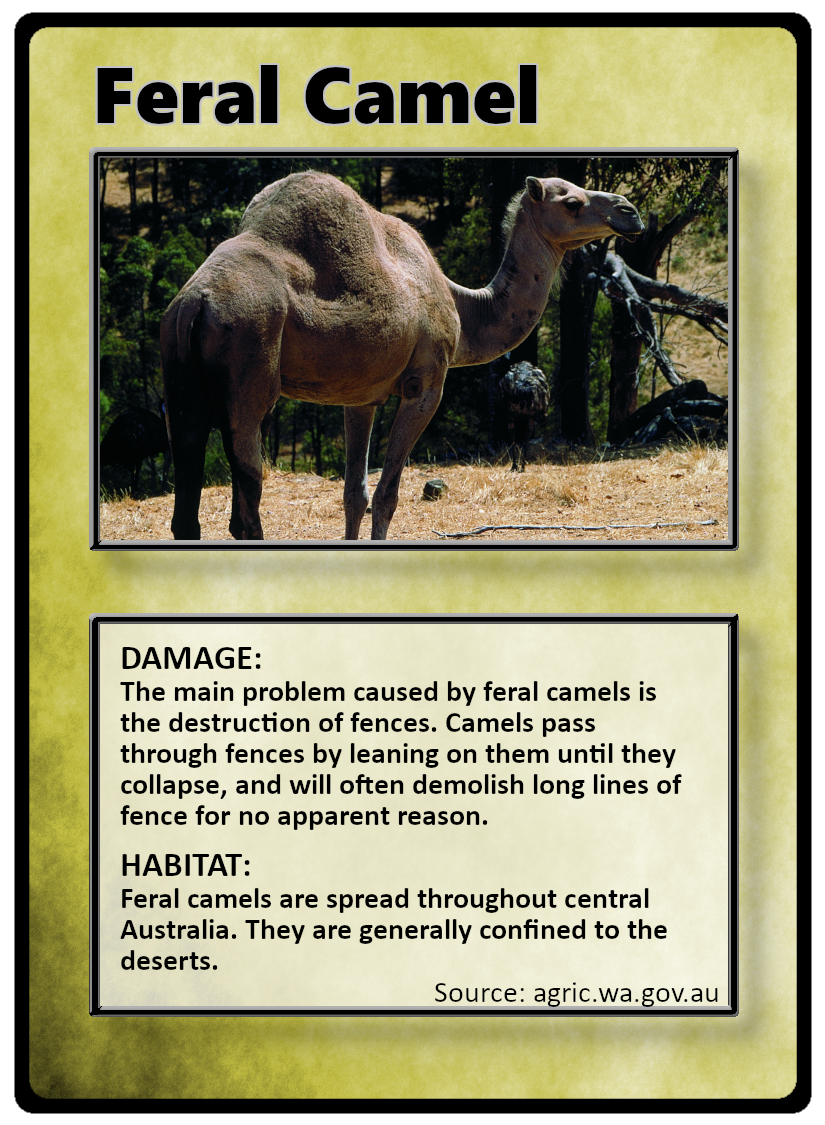 Feral Camel
DAMAGE:
The main problem caused by feral camels is
the destruction of fences. Camels pass
through fences by leaning on them until they
collapse, and will often demolish long lines of
fence for no apparent reason.
HABITAT:
Feral camels are spread throughout central
Australia. They are generally confined to the
deserts.
Source: agric.wa.gov.au